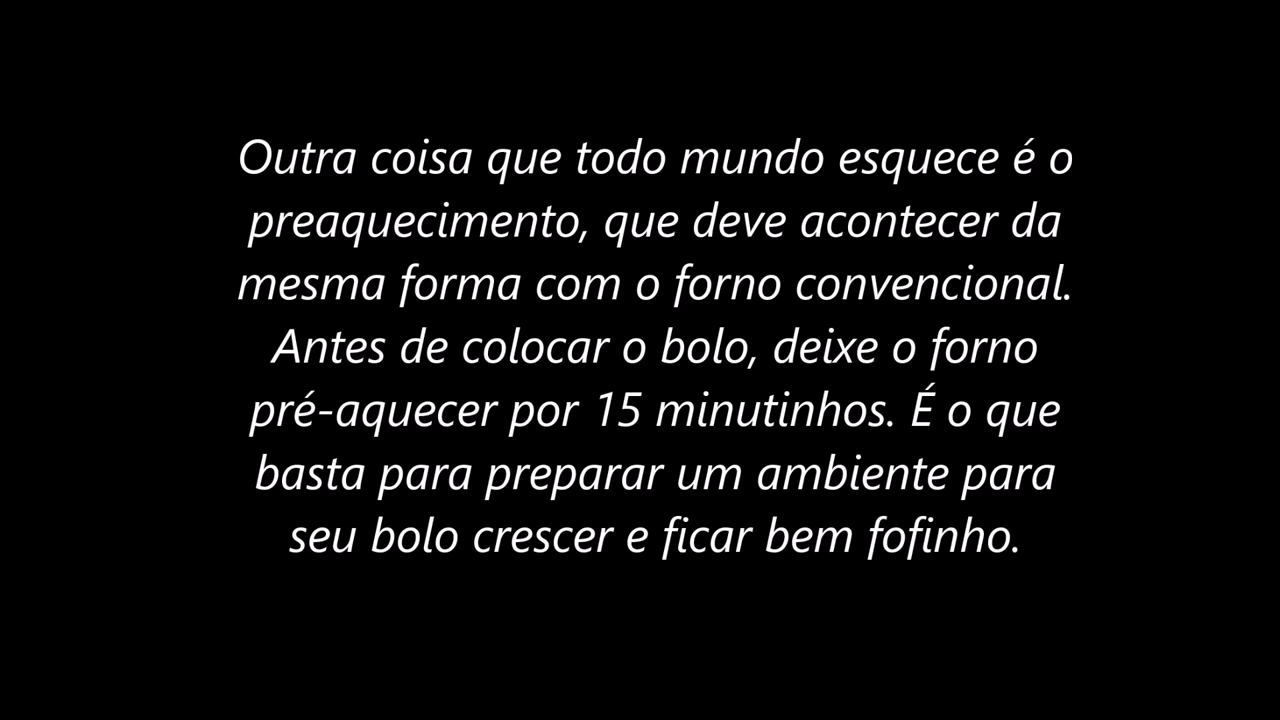 Outra coisa que todo mundo esquece é o
preaquecimento, que deve acontecer da
mesma forma com o forno convencional.
Antes de colocar o bolo, deixe o forno
pré-aquecer por 15 minutinhos. É o que
basta para preparar um ambiente para
seu bolo crescer e ficar bem fofinho.